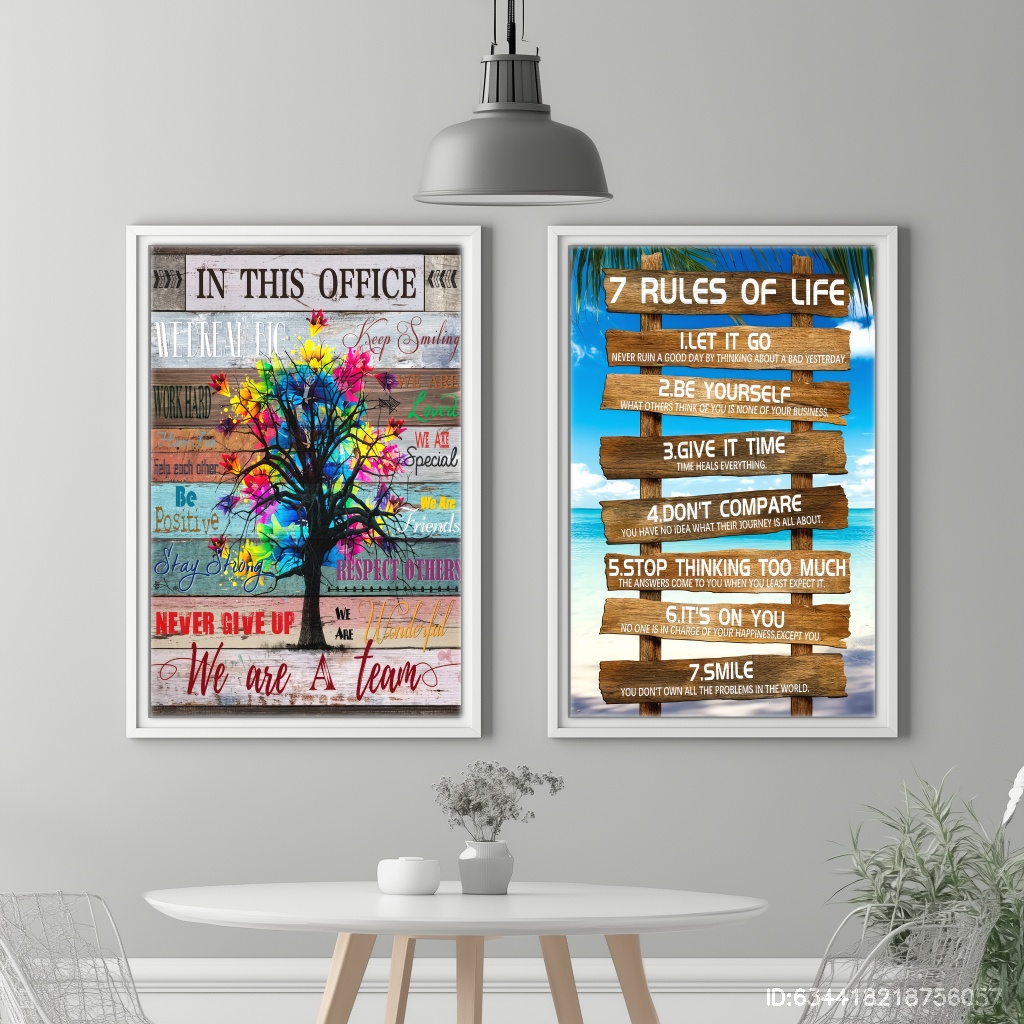 IN THIS OFFICE
WE DREAM BIG
Keep Smiling
WORK HARD
WE ARE
Loved
help each other
WE ARE
Special
Be
Positive
We Are
Friends
Stay Strong
RESPECT OTHERS
NEVER GIVE UP
WE
ARE
Wonderful
We are A team
7 RULES OF LIFE
1.LET IT GO
NEVER RUIN A GOOD DAY BY THINKING ABOUT A BAD YESTERDAY.
2.BE YOURSELF
WHAT OTHERS THINK OF YOU IS NONE OF YOUR BUSINESS.
3.GIVE IT TIME
TIME HEALS EVERYTHING.
4.DON'T COMPARE
YOU HAVE NO IDEA WHAT THEIR JOURNEY IS ALL ABOUT.
5.STOP THINKING TOO MUCH
THE ANSWERS COME TO YOU WHEN YOU LEAST EXPECT IT.
6.IT'S ON YOU
NO ONE IS IN CHARGE OF YOUR HAPPINESS,EXCEPT YOU.
7.SMILE
YOU DON'T OWN ALL THE PROBLEMS IN THE WORLD.
ID:634418218756057